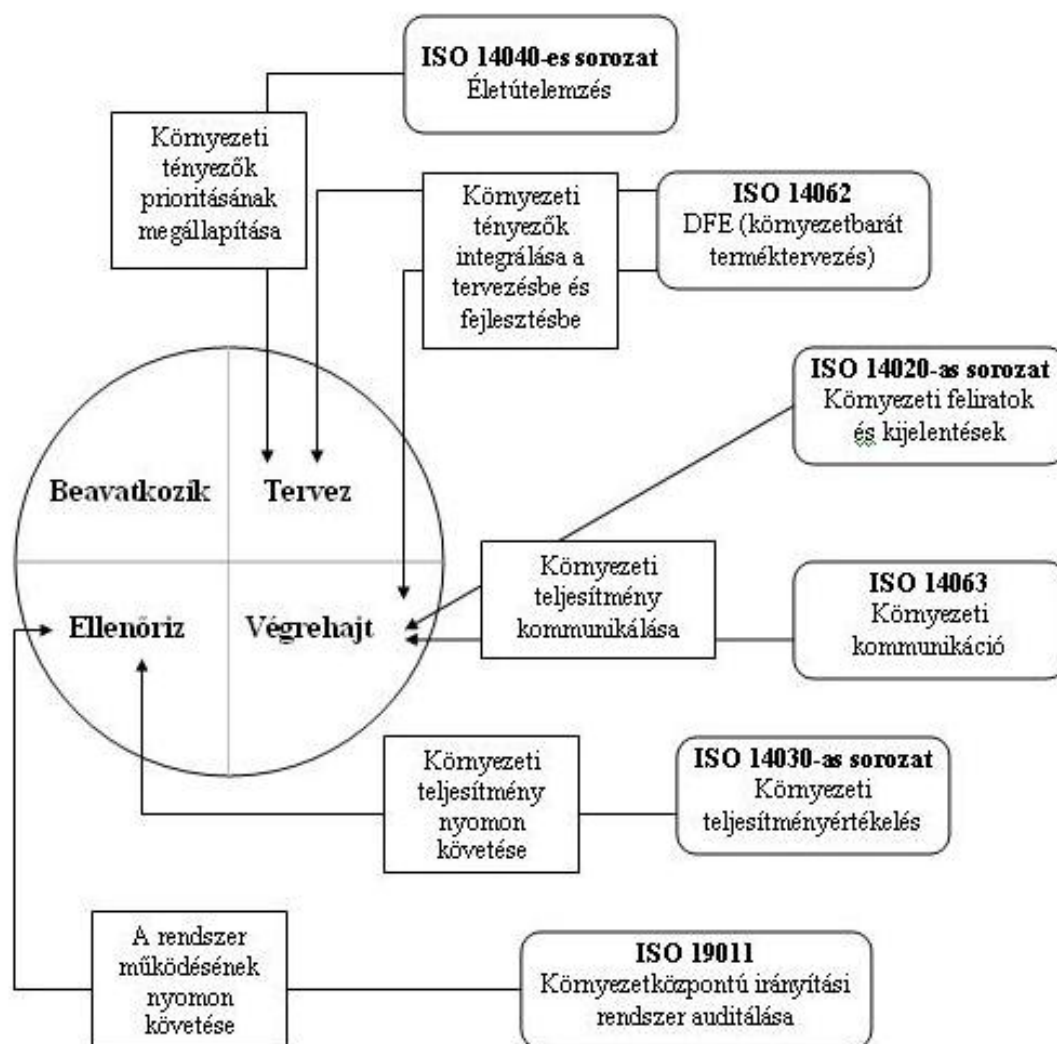 ISO 14040-es sorozat
Életútelemzés
Környezeti
tényezők
prioritásának
megállapítása
Környezeti
tényezők
integrálása a
tervezésbe és
fejlesztésbe
ISO 14062
DFE (környezetbarát
terméktervezés)
ISO 14020-as sorozat
Környezeti feliratok
és kijelentések
Beavatkozik
Tervez
Ellenőriz
Végrehajt
Környezeti
teljesítmény
kommunikálása
ISO 14063
Környezeti
kommunikáció
Környezeti
teljesítmény
nyomon
követése
ISO 14030-as sorozat
Környezeti
teljesítményértékelés
A rendszer
működésének
nyomon
követése
ISO 19011
Környezetközpontú irányítási
rendszer auditálása